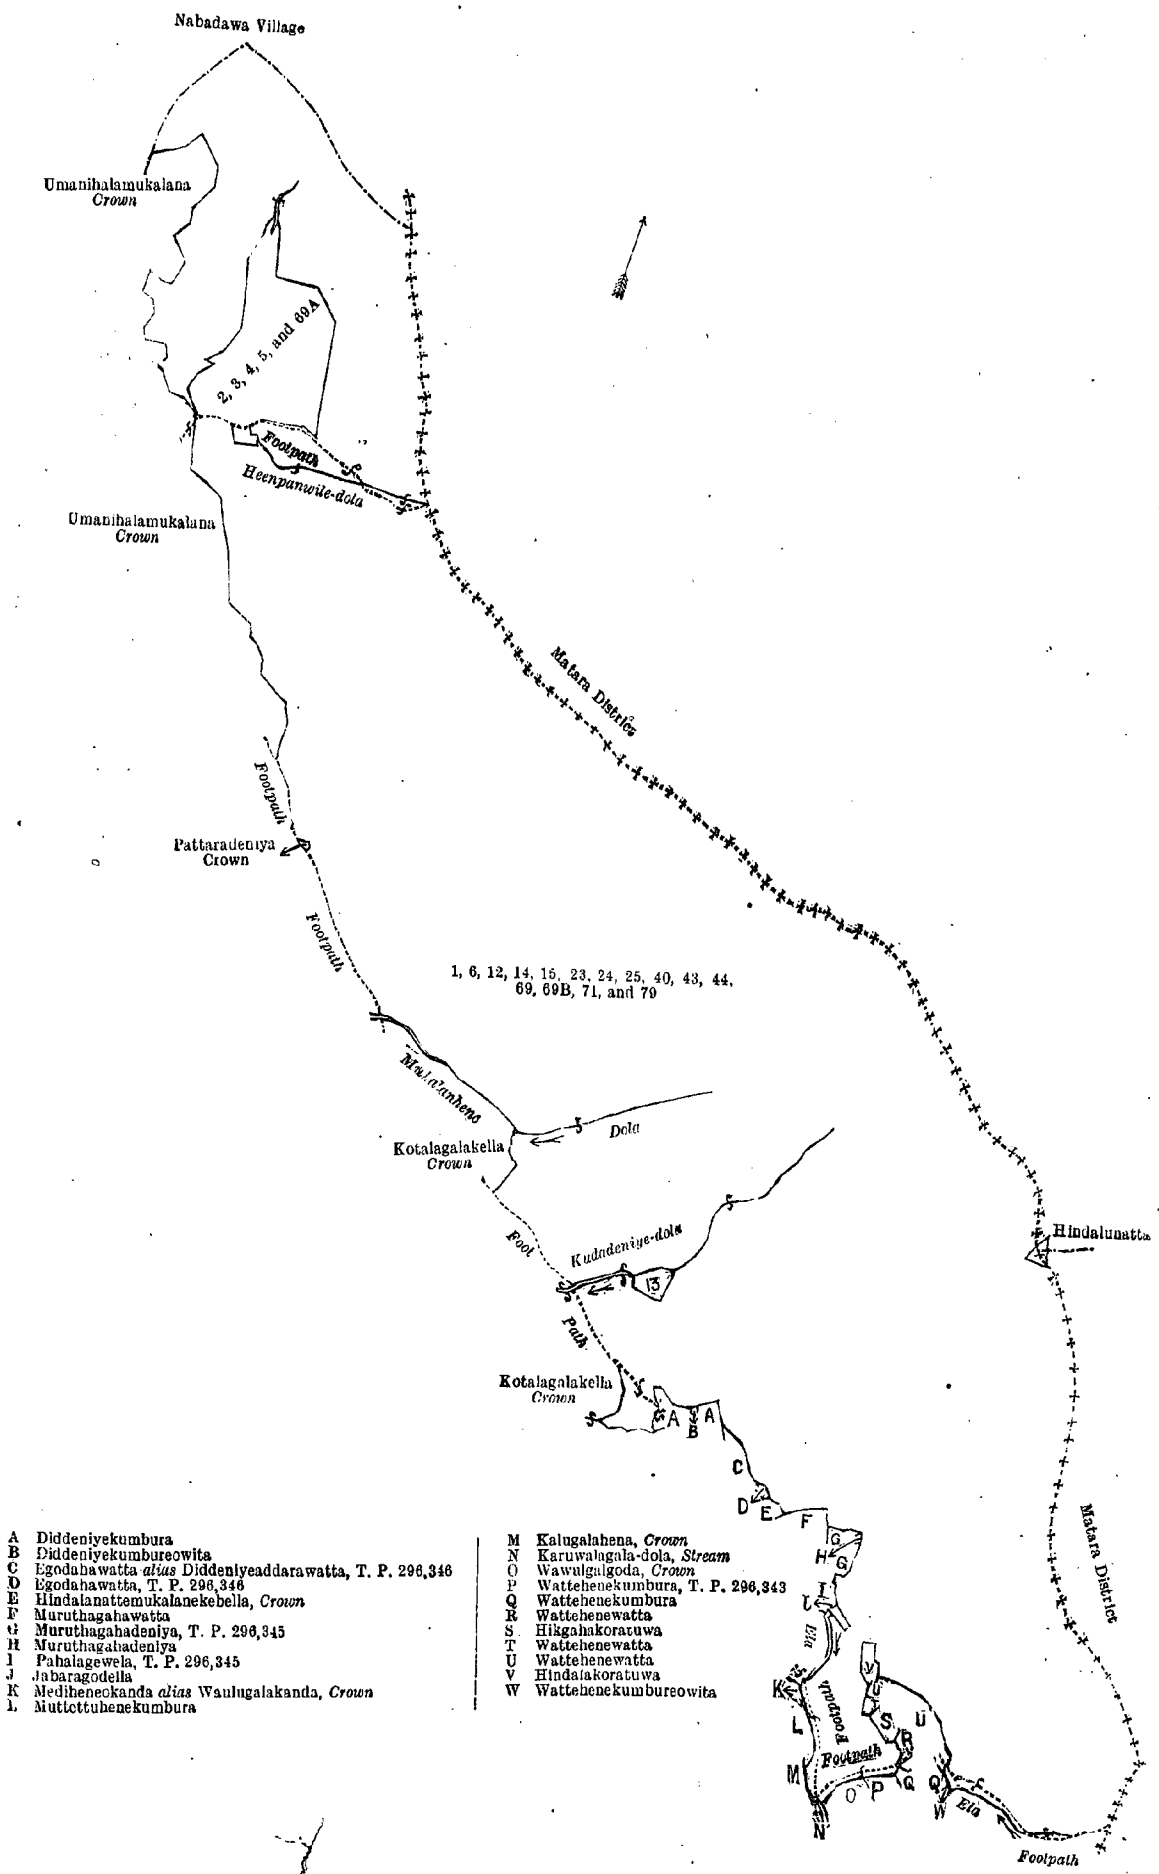 Nabadawa Village
Umanihalamukalana
Crown
2, 3, 4, 5, and 69A
Footpath
Heenpanwile-dola
Umanihalamukalana
Crown
Matara District
Footpath
Pattaradeniya
Crown
Footpath
1, 6, 12, 14, 15, 23, 24, 25, 40, 43, 44,
69, 69B, 71, and 79
Dola
Kotalagalakella
Crown
Hindalunatta
Foot
Kudadeniye-dola
13
Path
Kotalagalakella
Crown
A
B
A
C
D
E
F
G
H
G
I
J
Ela
Matara District
V
U
K
Footpath
S
U
L
R
Footpath
M
O
P
Q
Q
W
Ela
N
Footpath
A Diddeniyekumbura
B Diddeniyekumbureowita
C Egodahawatta alias Diddeniyeaddarawatta, T. P. 296,346
D Egodahawatta, T. P. 296,346
E Hindalanattemukalanekebella, Crown
F Muruthagahawatta
G Muruthagahadeniya, T. P. 296,345
H Muruthagahadeniya
I Pahalagewela, T. P. 296,345
J Jabaragodella
K Mediheneokanda alias Waulugalakanda, Crown
L Muttettuhenekumbura
M Kalugalahena, Crown
N Karuwalagala-dola, Stream
O Wawulgalgoda, Crown
P Wattehenekumbura, T. P. 296,343
Q Wattehenekumbura
R Wattehenewatta
S Hikgahakoratuwa
T Wattehenewatta
U Wattehenewatta
V Hindalakoratuwa
W Wattehenekumbureowita